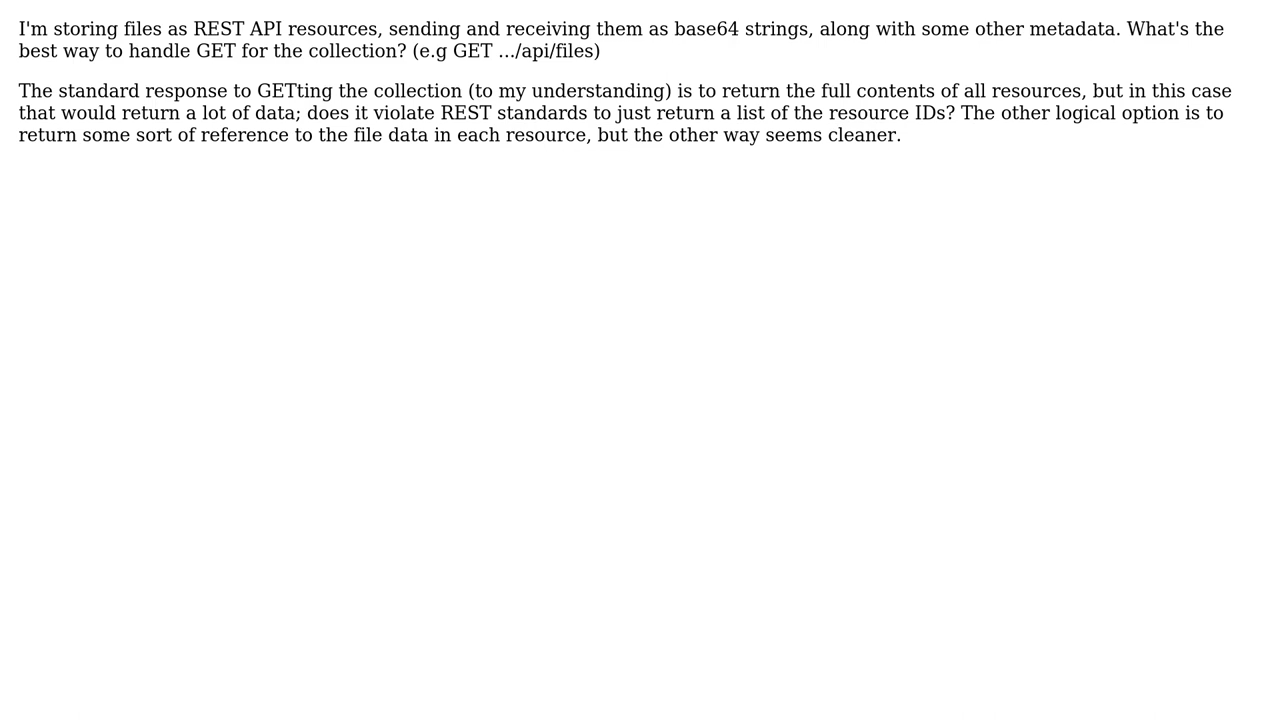 I'm storing files as REST API resources, sending and receiving them as base64 strings, along with some other metadata. What's the
best way to handle GET for the collection? (e.g GET .../api/files)
The standard response to GETting the collection (to my understanding) is to return the full contents of all resources, but in this case
that would return a lot of data; does it violate REST standards to just return a list of the resource IDs? The other logical option is to
return some sort of reference to the file data in each resource, but the other way seems cleaner.